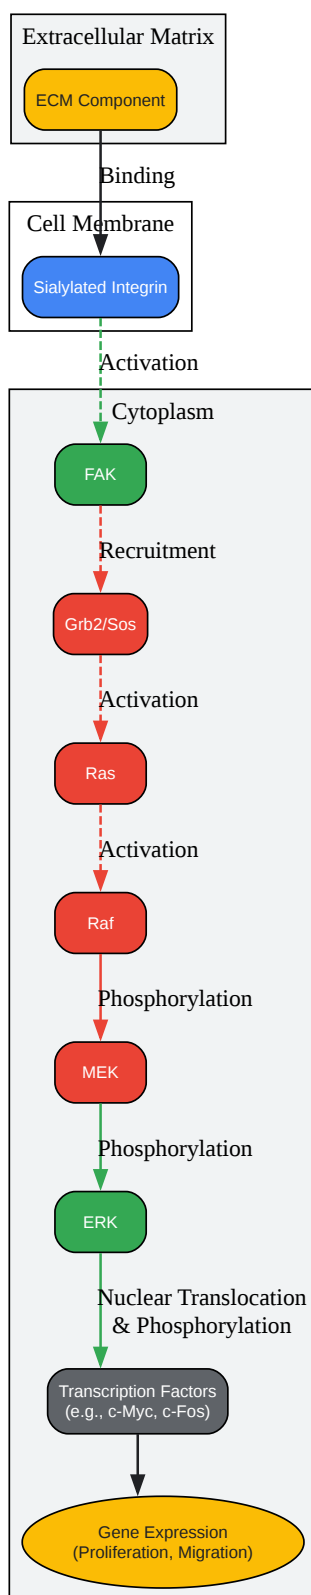 Extracellular Matrix
ECM Component
Binding
Cell Membrane
Sialylated Integrin
Activation
Cytoplasm
FAK
Recruitment
Grb2/Sos
Activation
Ras
Activation
Raf
Phosphorylation
MEK
Phosphorylation
ERK
Nuclear Translocation
& Phosphorylation
Transcription Factors
(e.g., c-Myc, c-Fos)
Gene Expression
(Proliferation, Migration)